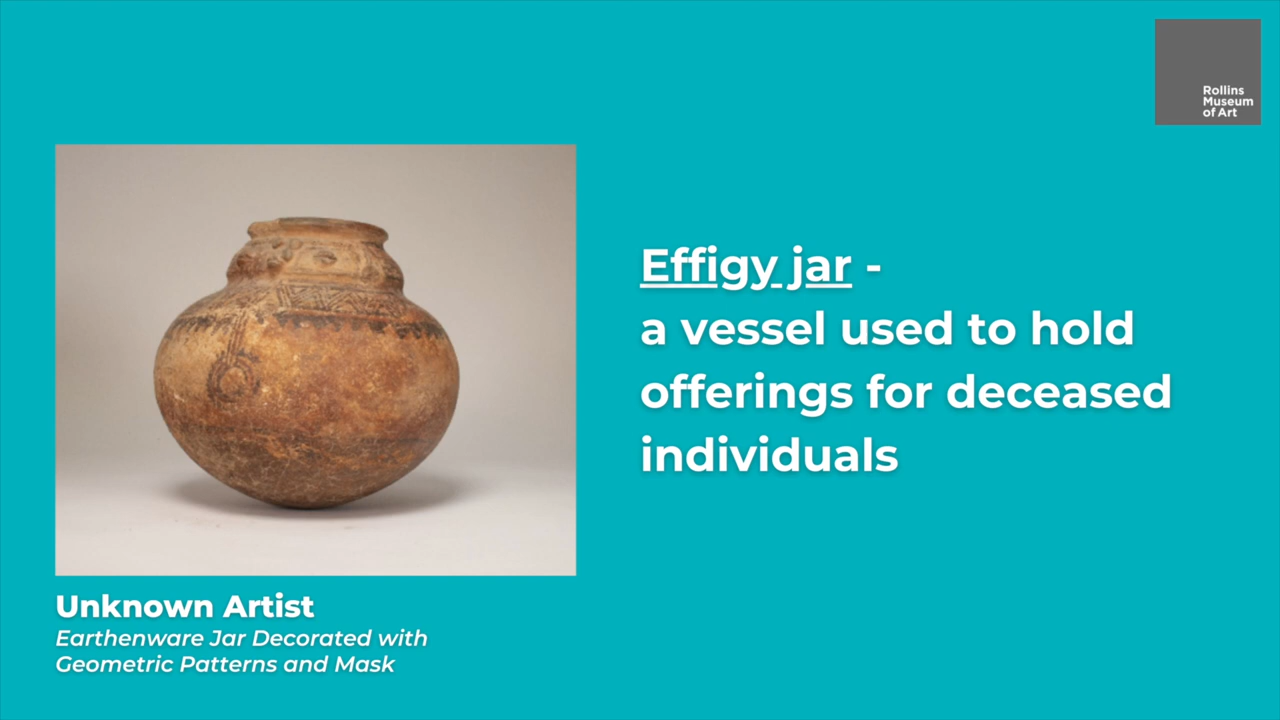 Rollins
Museum
of Art
Effigy jar -
a vessel used to hold
offerings for deceased
individuals
Unknown Artist
Earthenware Jar Decorated with
Geometric Patterns and Mask